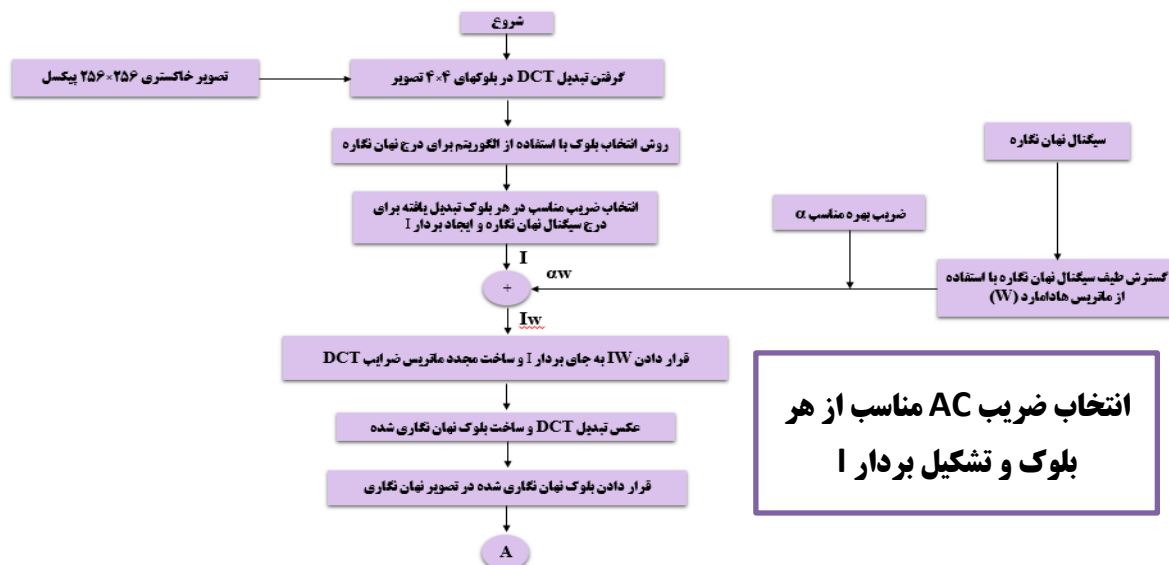 شروع
تصویر خاکستری ۲۵۶×۲۵۶ پیکسل
گرفتن تبدیل DCT در بلوکهای ۴×۴ تصویر
روش انتخاب بلوک با استفاده از الگوریتم برای درج نهان نگاره
سیگنال نهان نگاره
انتخاب ضریب مناسب در هر بلوک تبدیل یافته برای
درج سیگنال نهان نگاره و ایجاد بردار I
ضریب بهره مناسب α
I
αw
+
گسترش طیف سیگنال نهان نگاره با استفاده
از ماتریس هادامارد (W)
Iw
قرار دادن IW به جای بردار I و ساخت مجدد ماتریس ضرایب DCT
عکس تبدیل DCT و ساخت بلوک نهان نگاری شده
قرار دادن بلوک نهان نگاری شده در تصویر نهان نگاری
A
انتخاب ضریب AC مناسب از هر
بلوک و تشکیل بردار I